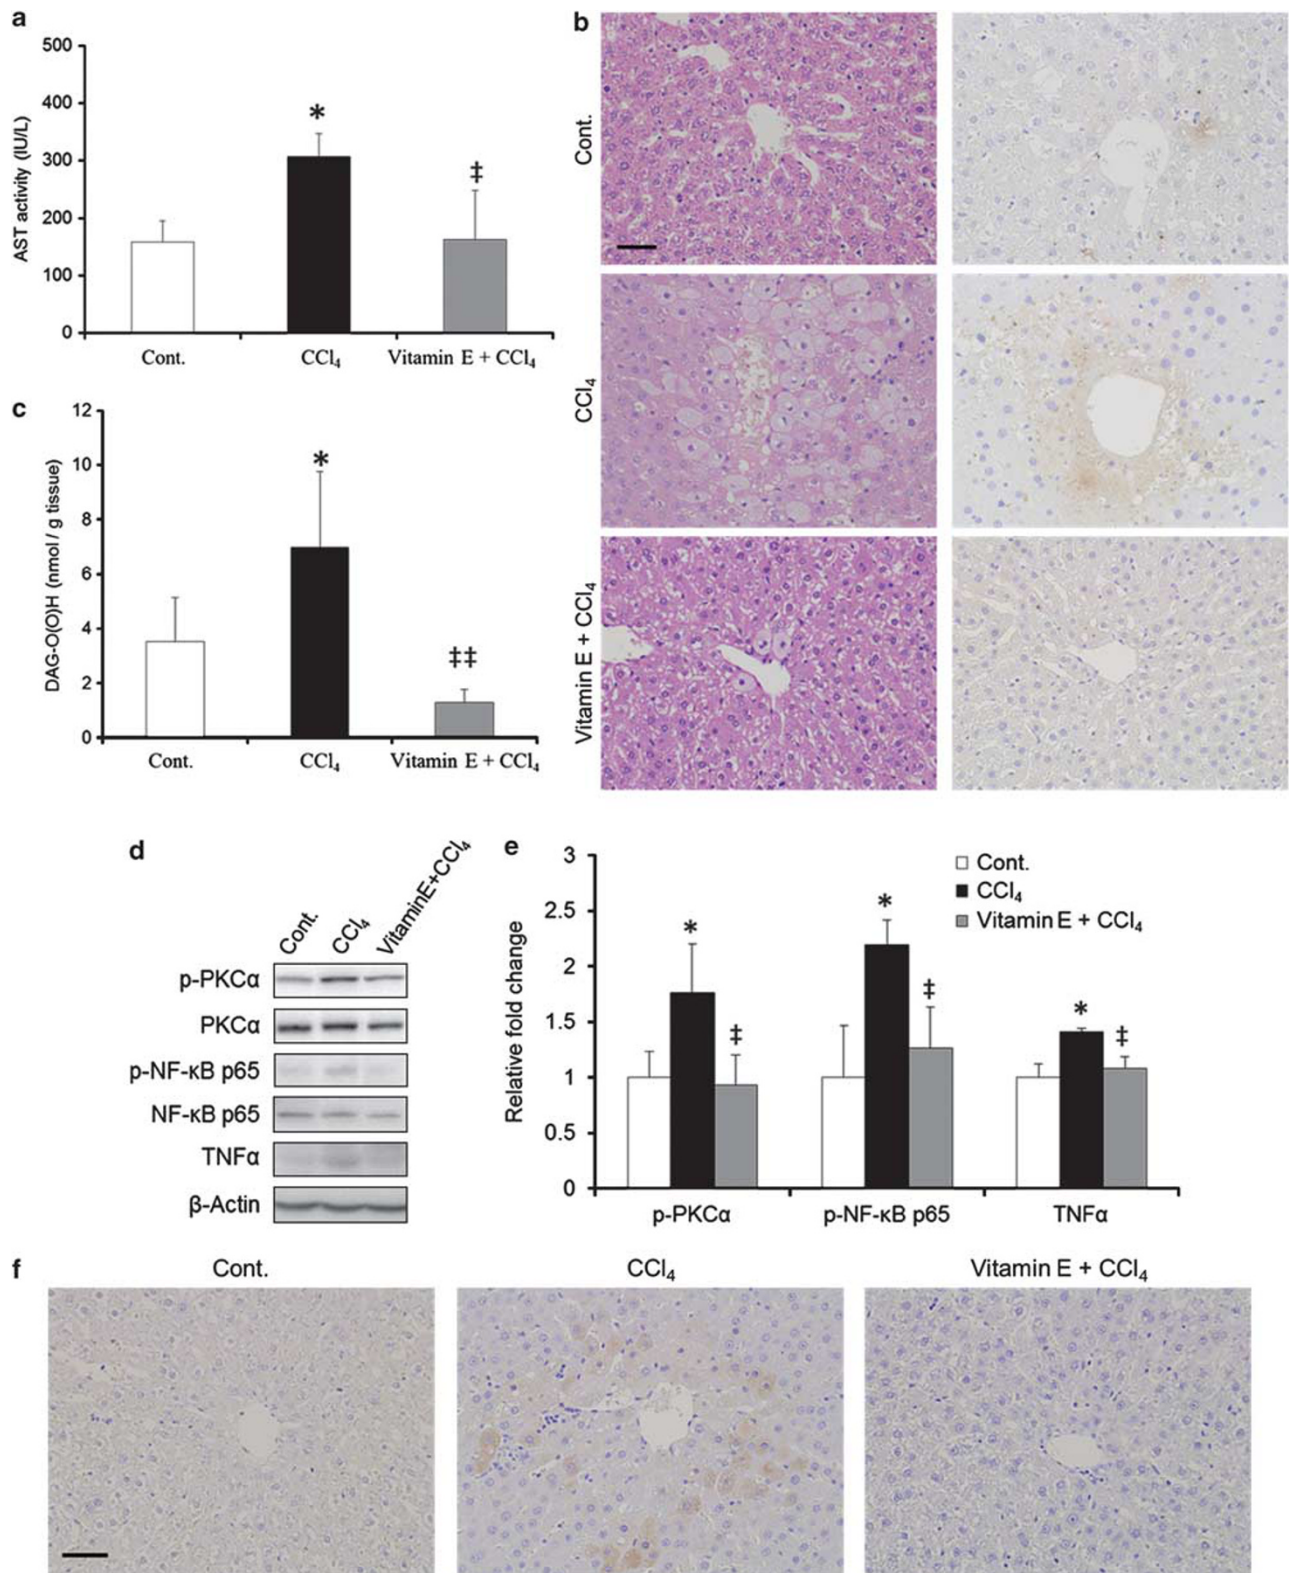 a
500
400
300
200
100
0
AST activity (IU/L)
*
‡
Cont.
CCl₄
Vitamin E + CCl₄
b
Cont.
CCl₄
Vitamin E + CCl₄
c
12
10
8
6
4
2
0
DAG-O(O)H (nmol / g tissue)
*
‡‡
Cont.
CCl₄
Vitamin E + CCl₄
d
Cont.
CCl₄
VitaminE+CCl₄
p-PKCα
PKCα
p-NF-κB p65
NF-κB p65
TNFα
β-Actin
e
3
2.5
2
1.5
1
0.5
0
Relative fold change
Cont.
CCl₄
Vitamin E + CCl₄
*
‡
*
‡
*
‡
p-PKCα
p-NF-κB p65
TNFα
f
Cont.
CCl₄
Vitamin E + CCl₄